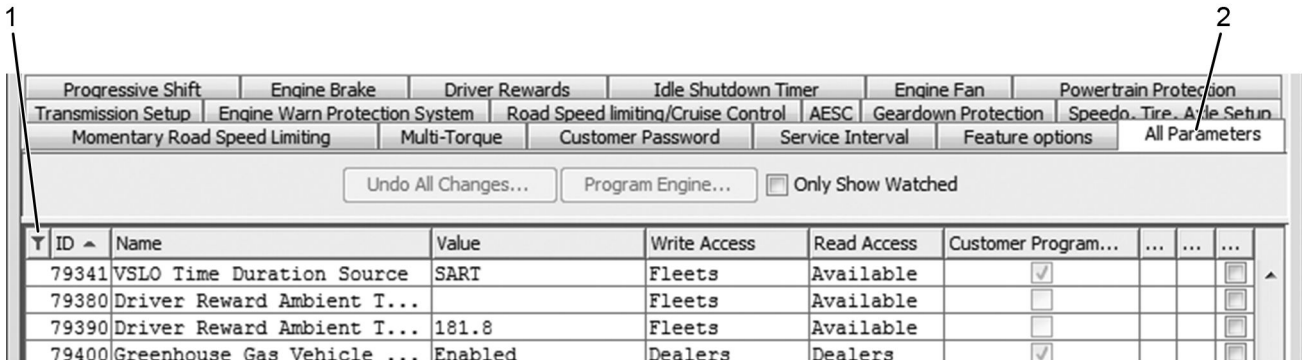 1 2
Progressive Shift Engine Brake Driver Rewards Idle Shutdown Timer Engine Fan Powertrain Protection
Transmission Setup Engine Warn Protection System Road Speed limiting/Cruise Control AESC Geardown Protection Speedo, Tire, Axle Setup
Momentary Road Speed Limiting Multi-Torque Customer Password Service Interval Feature options All Parameters
Undo All Changes... Program Engine... Only Show Watched
ID Name Value Write Access Read Access Customer Program... ... ... ...
79341 VSLO Time Duration Source SART Fleets Available
79380 Driver Reward Ambient T... Fleets Available
79390 Driver Reward Ambient T... 181.8 Fleets Available
79400 Greenhouse Gas Vehicle ... Enabled Dealers Dealers